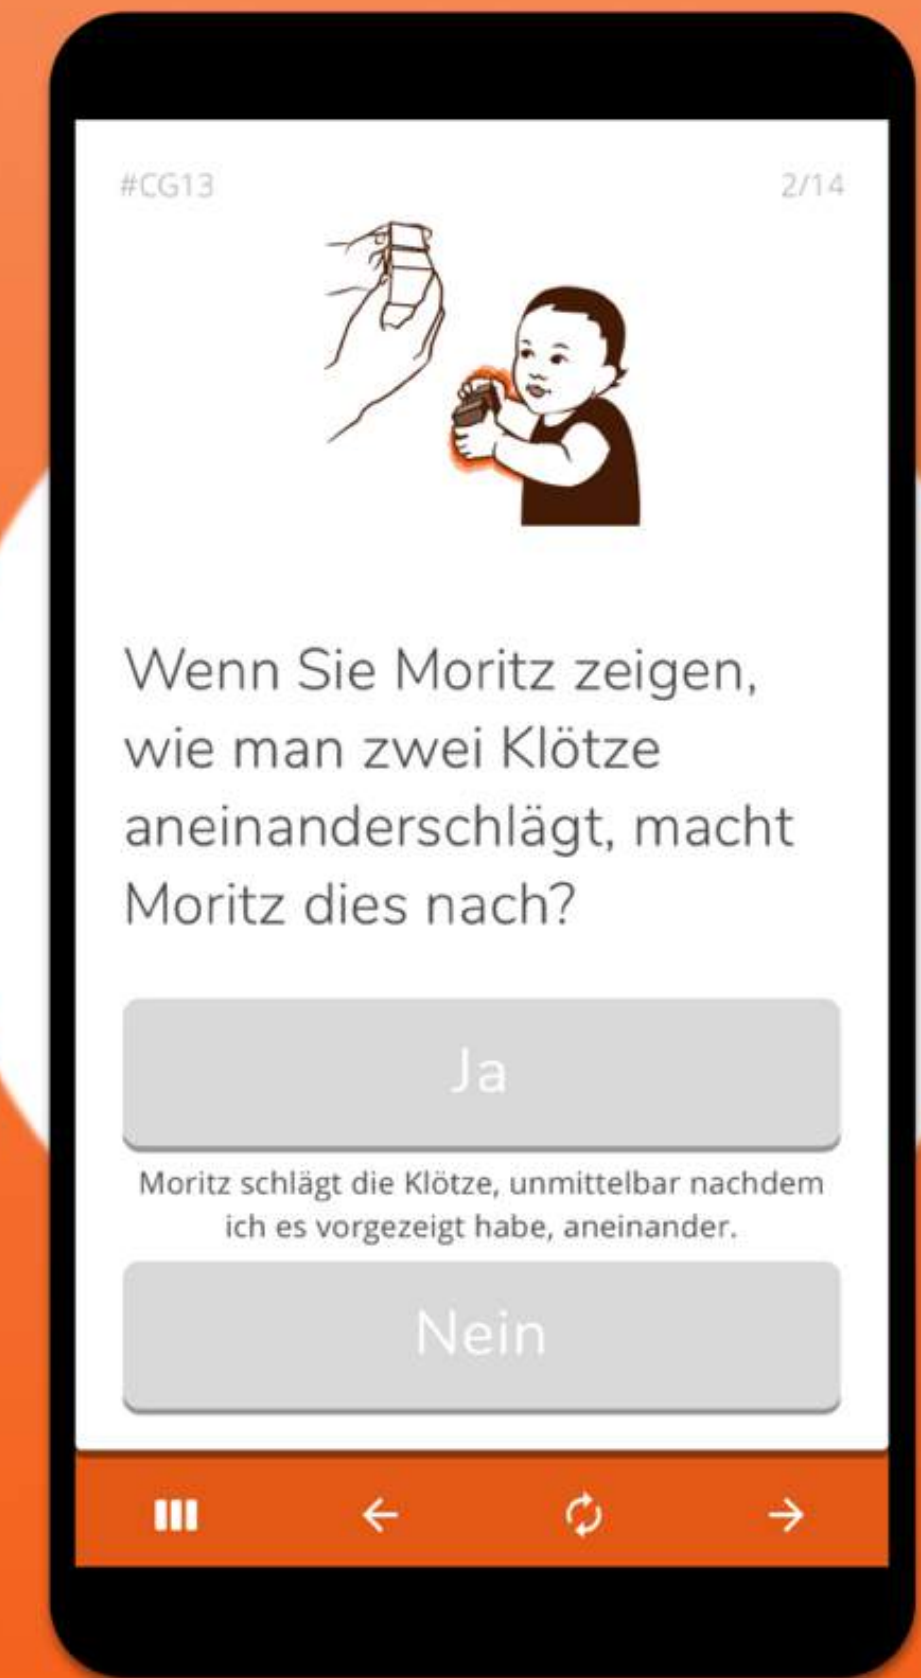 #CG13 2/14
Wenn Sie Moritz zeigen,
wie man zwei Klötze
aneinanderschlägt, macht
Moritz dies nach?
Ja
Moritz schlägt die Klötze, unmittelbar nachdem
ich es vorgezeigt habe, aneinander.
Nein